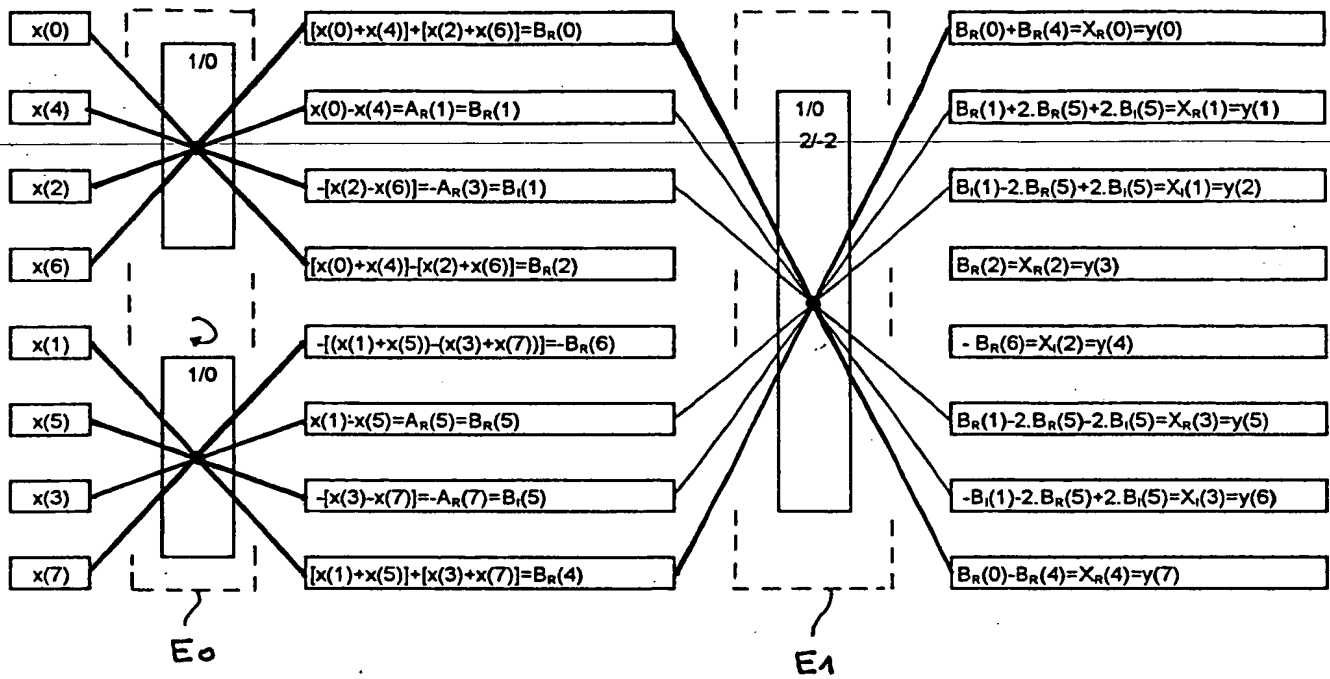 x(0)
x(4)
x(2)
x(6)
x(1)
x(5)
x(3)
x(7)
1/0
1/0
E0
[x(0)+x(4)]+[x(2)+x(6)]=B_R(0)
x(0)-x(4)=A_R(1)=B_R(1)
-[x(2)-x(6)]=-A_R(3)=B_I(1)
[x(0)+x(4)]-[x(2)+x(6)]=B_R(2)
-[(x(1)+x(5))-(x(3)+x(7))]=-B_R(6)
x(1)-x(5)=A_R(5)=B_R(5)
-[x(3)-x(7)]=-A_R(7)=B_I(5)
[x(1)+x(5)]+[x(3)+x(7)]=B_R(4)
1/0
2/-2
E1
B_R(0)+B_R(4)=X_R(0)=y(0)
B_R(1)+2.B_R(5)+2.B_I(5)=X_R(1)=y(1)
B_I(1)-2.B_R(5)+2.B_I(5)=X_I(1)=y(2)
B_R(2)=X_R(2)=y(3)
- B_R(6)=X_I(2)=y(4)
B_R(1)-2.B_R(5)-2.B_I(5)=X_R(3)=y(5)
-B_I(1)-2.B_R(5)+2.B_I(5)=X_I(3)=y(6)
B_R(0)-B_R(4)=X_R(4)=y(7)